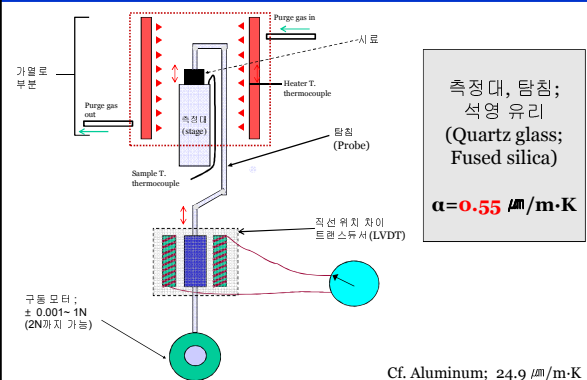 Purge gas in
시료
가열로
부분
Heater T.
thermocouple
Purge gas
out
측정대
(stage)
탐침
(Probe)
Sample T.
thermocouple
직선 위치 차이
트랜스듀서(LVDT)
구동 모터 ;
± 0.001~ 1N
(2N까지 가능)
측정대, 탐침;
석영 유리
(Quartz glass;
Fused silica)
α=0.55 ㎛/m·K
Cf. Aluminum; 24.9 ㎛/m·K